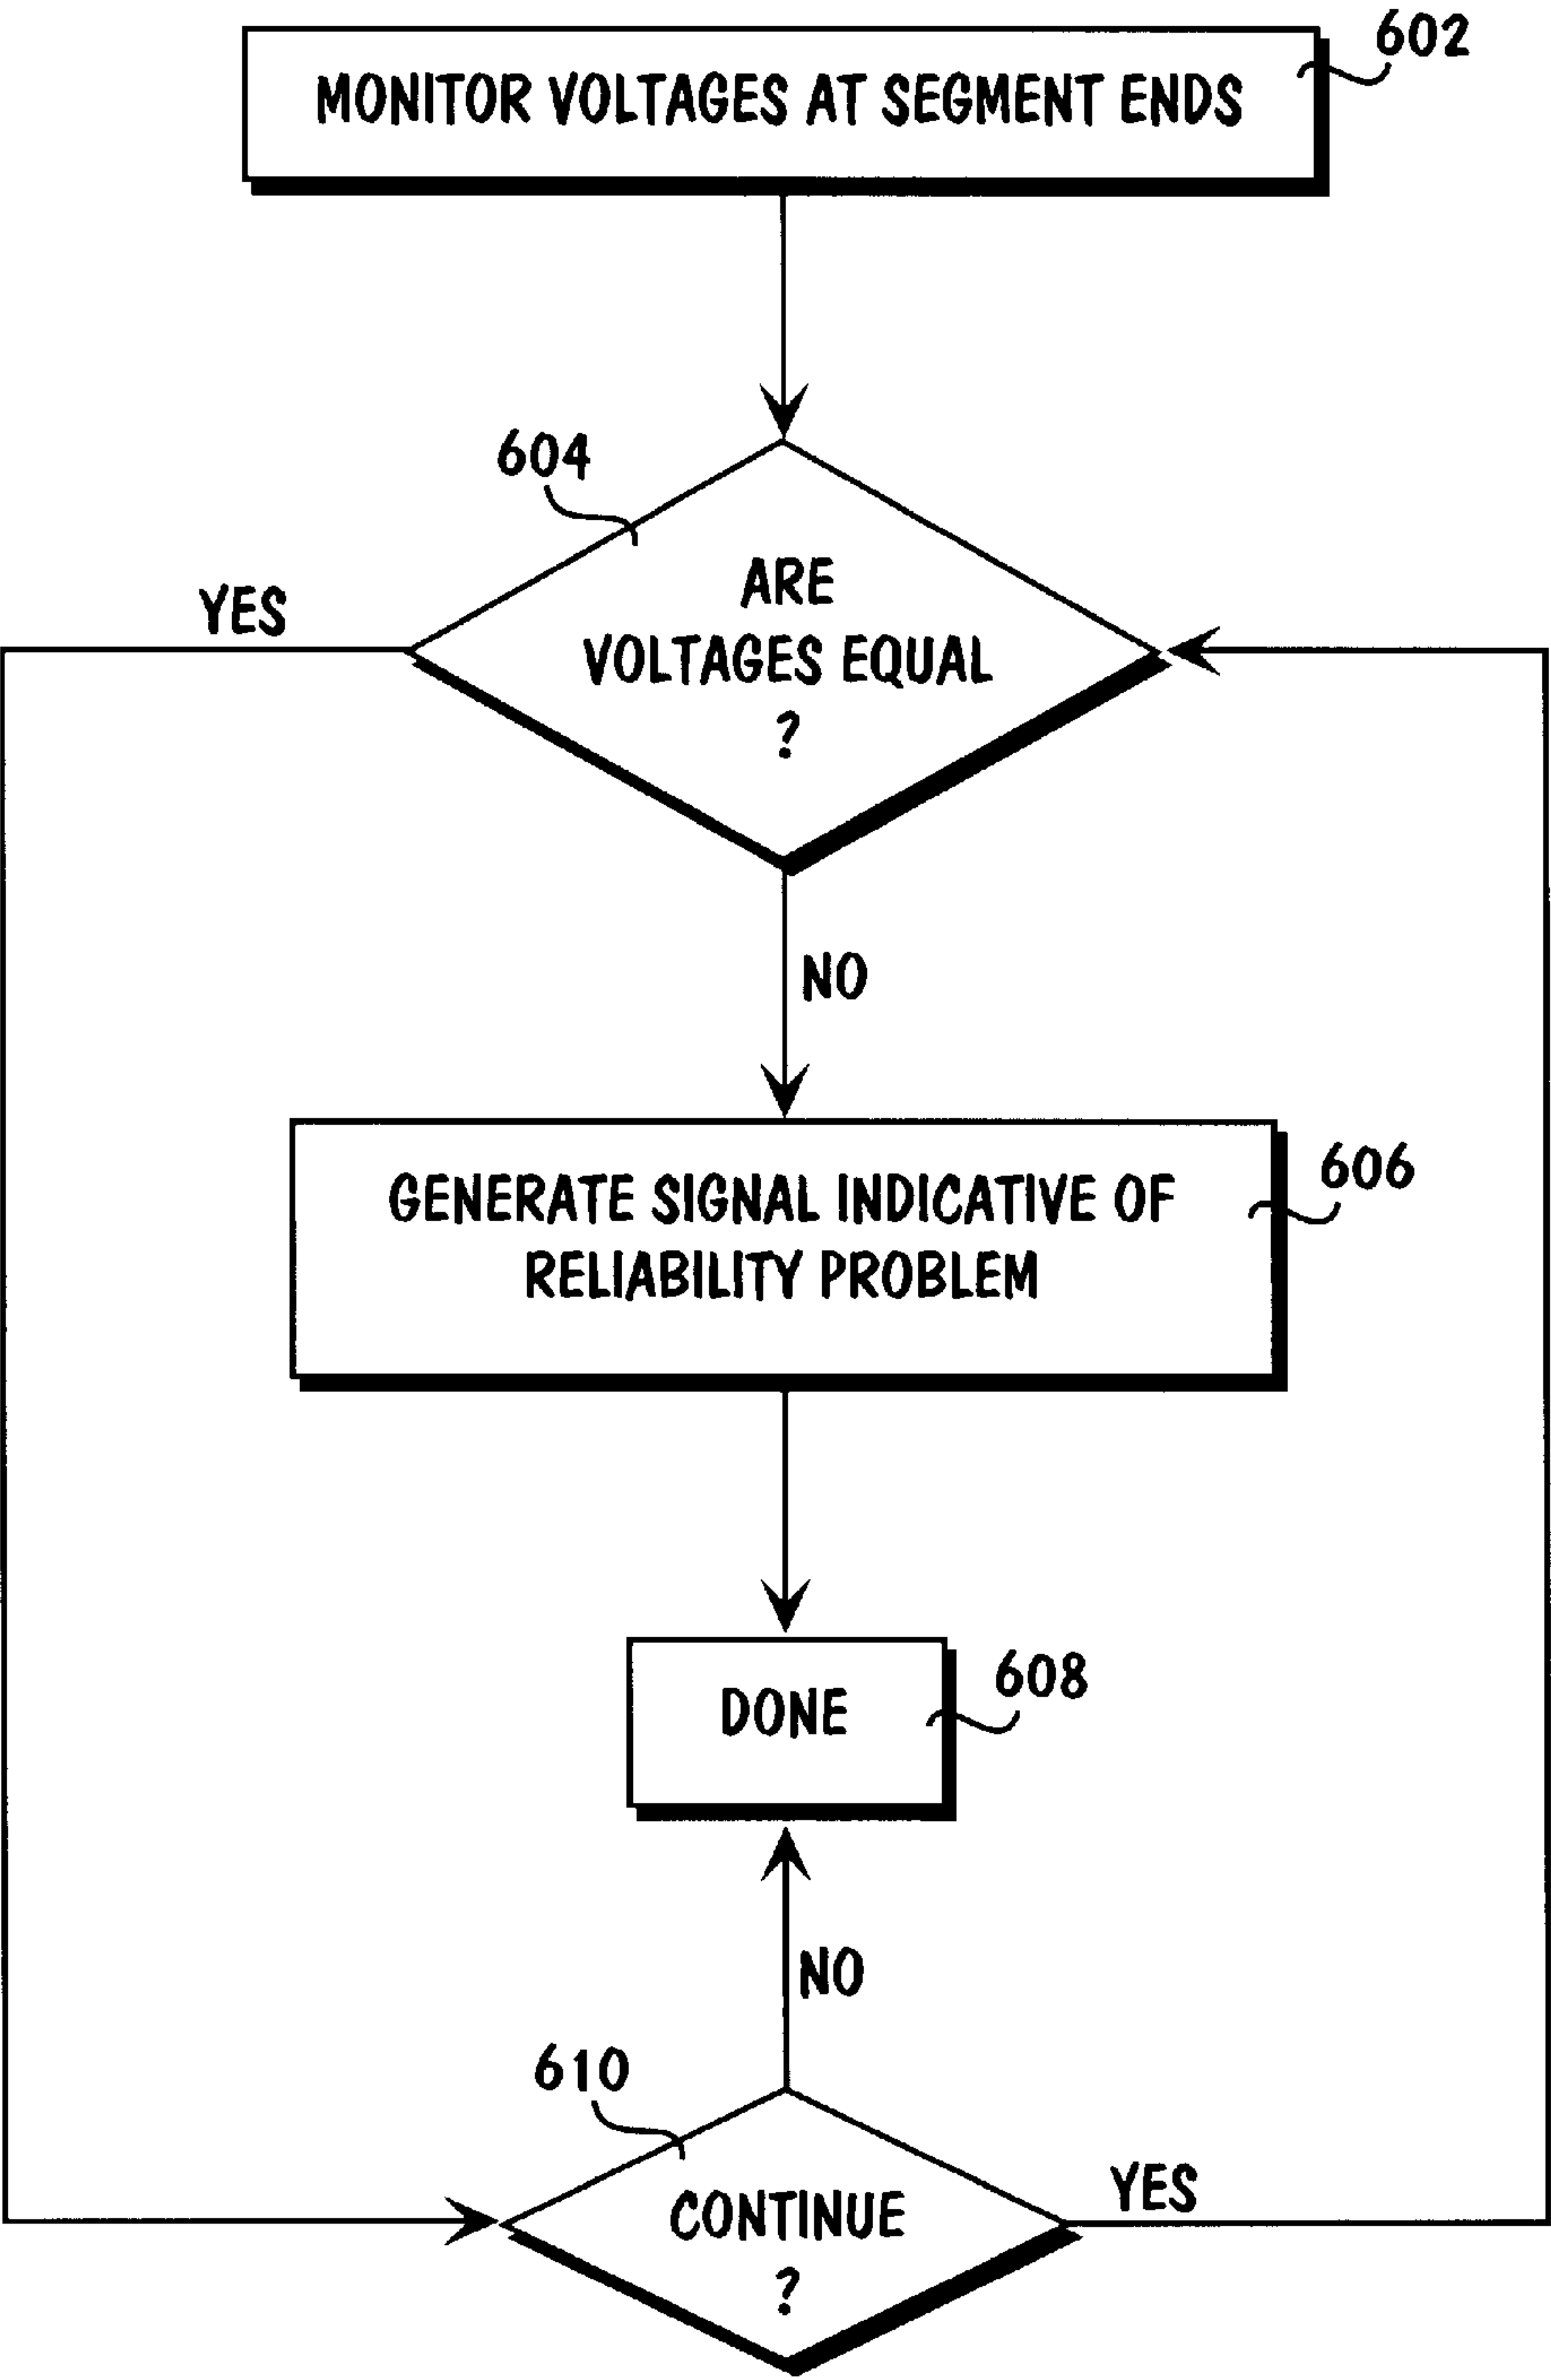 602
MONITOR VOLTAGES AT SEGMENT ENDS
604
YES
ARE
VOLTAGES EQUAL
?
NO
606
GENERATE SIGNAL INDICATIVE OF
RELIABILITY PROBLEM
608
DONE
NO
610
YES
CONTINUE
?